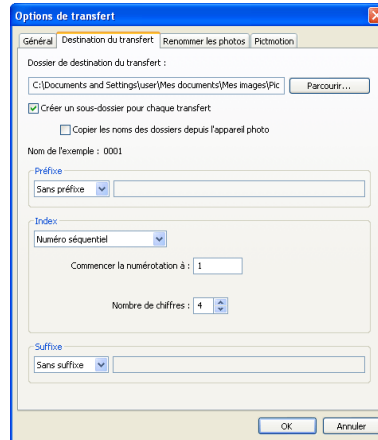 Options de transfert
Général Destination du transfert Renommer les photos Pictmotion
Dossier de destination du transfert :
C:\Documents and Settings\user\Mes documents\Mes images\Pic Parcourir...
Créer un sous-dossier pour chaque transfert
Copier les noms des dossiers depuis l'appareil photo
Nom de l'exemple : 0001
Préfixe
Sans préfixe
Index
Numéro séquentiel
Commencer la numérotation à : 1
Nombre de chiffres : 4
Suffixe
Sans suffixe
OK Annuler